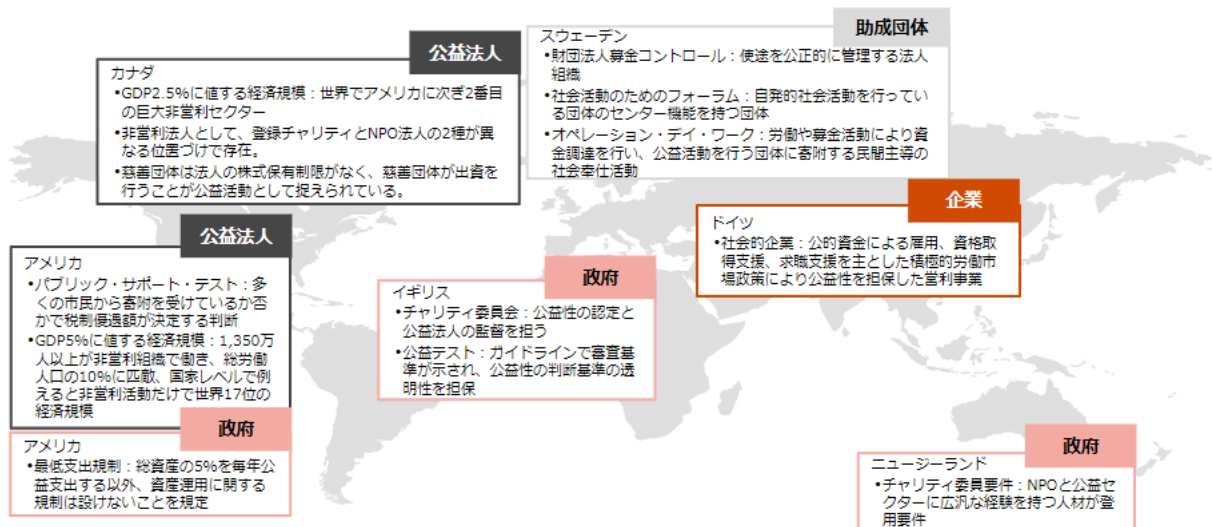 助成団体
スウェーデン
•財団法人募金コントロール：使途を公正的に管理する法人
組織
•社会活動のためのフォーラム：自発的社会活動を行ってい
る団体のセンター機能を持つ団体
•オペレーション・デイ・ワーク：労働や募金活動により資
金調達を行い、公益活動を行う団体に寄附する民間主導の
社会奉仕活動
公益法人
カナダ
•GDP2.5%に値する経済規模：世界でアメリカに次ぎ2番目
の巨大非営利セクター
•非営利法人として、登録チャリティとNPO法人の2種が異
なる位置づけで存在。
•慈善団体は法人の株式保有制限がなく、慈善団体が出資を
行うことが公益活動として捉えられている。
企業
ドイツ
•社会的企業：公的資金による雇用、資格取
得支援、求職支援を主とした積極的労働市
場政策により公益性を担保した営利事業
公益法人
アメリカ
•パブリック・サポート・テスト：多
くの市民から寄附を受けているか否
かで税制優遇額が決定する判断
•GDP5%に値する経済規模：1,350万
人以上が非営利組織で働き、総労働
人口の10%に匹敵、国家レベルで例
えると非営利活動だけで世界17位の
経済規模
政府
イギリス
•チャリティ委員会：公益性の認定と
公益法人の監督を担う
•公益テスト：ガイドラインで審査基
準が示され、公益性の判断基準の透
明性を担保
政府
アメリカ
•最低支出規制：総資産の5%を毎年公
益支出する以外、資産運用に関する
規制は設けないことを規定
政府
ニュージーランド
•チャリティ委員要件：NPOと公益セ
クターに広汎な経験を持つ人材が登
用要件